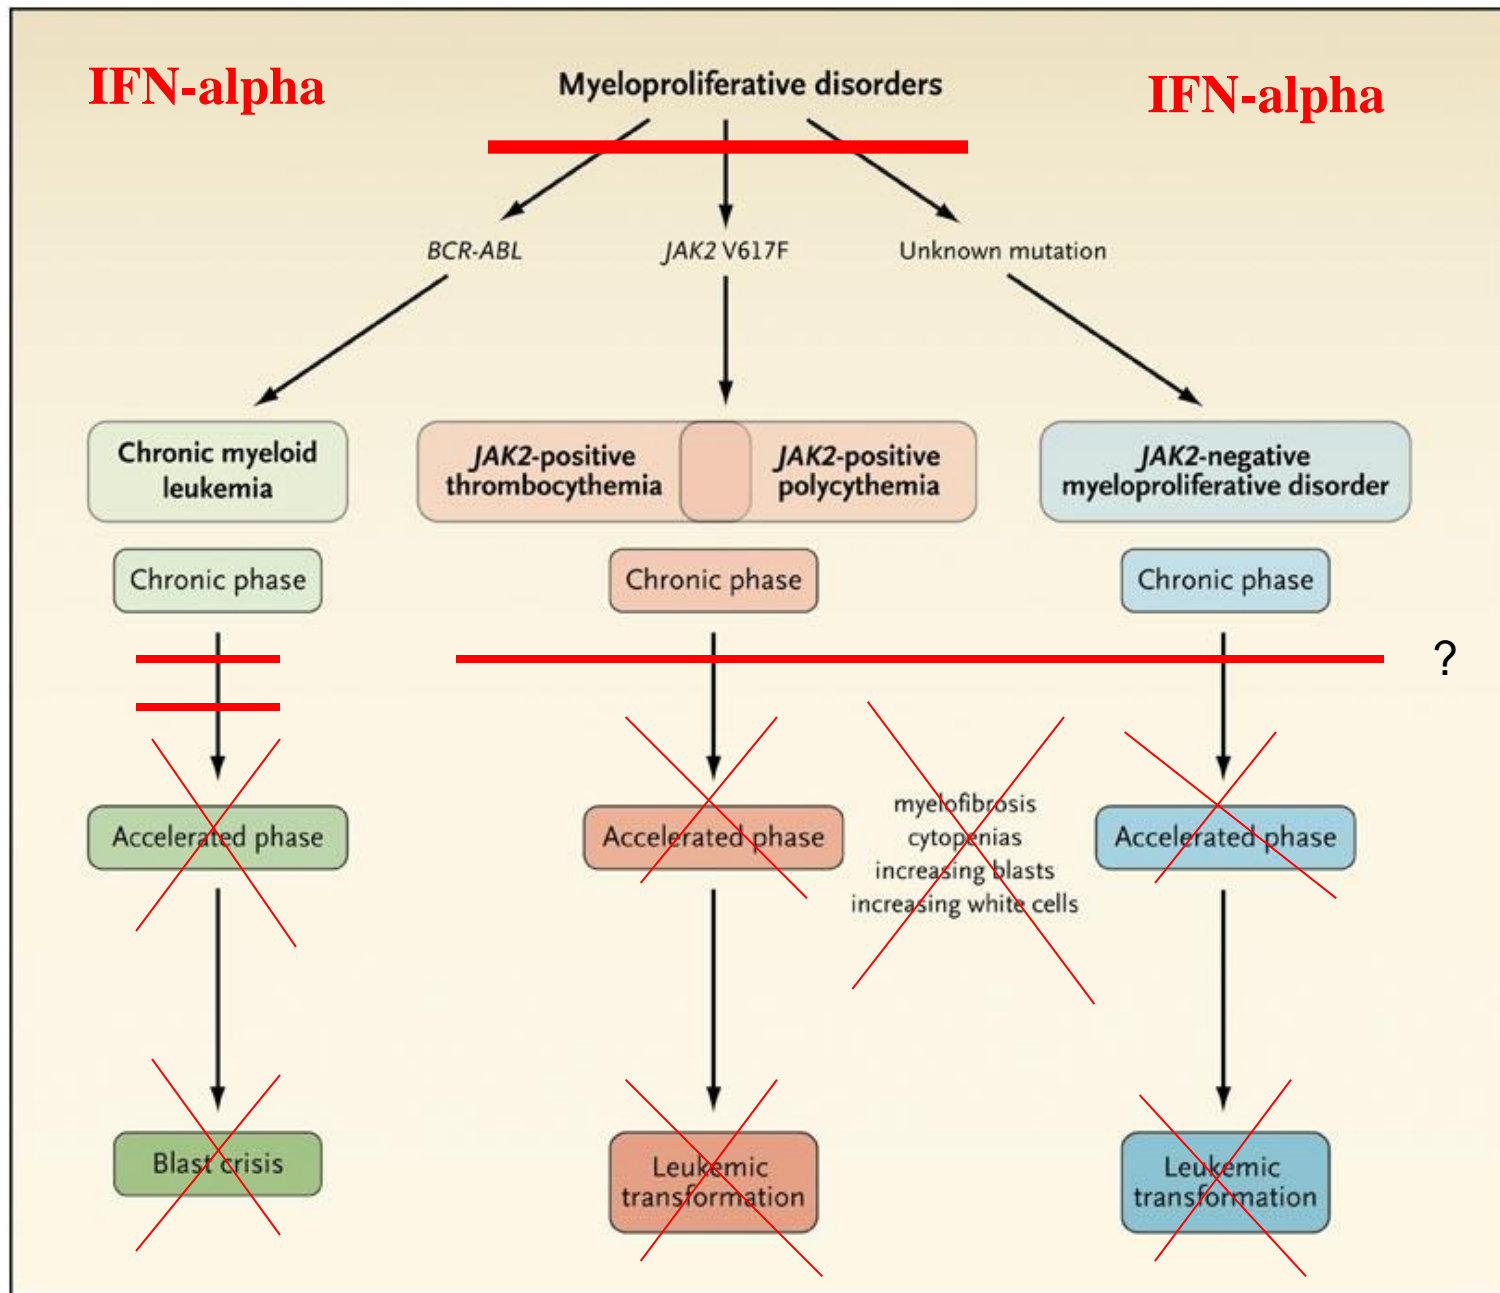 IFN-alpha
Myeloproliferative disorders
IFN-alpha
BCR-ABL
JAK2 V617F
Unknown mutation
Chronic myeloid
leukemia
JAK2-positive
thrombocythemia
JAK2-positive
polycythemia
JAK2-negative
myeloproliferative disorder
Chronic phase
Chronic phase
Chronic phase
?
Accelerated phase
Accelerated phase
myelofibrosis
cytopenias
increasing blasts
increasing white cells
Accelerated phase
Blast crisis
Leukemic
transformation
Leukemic
transformation